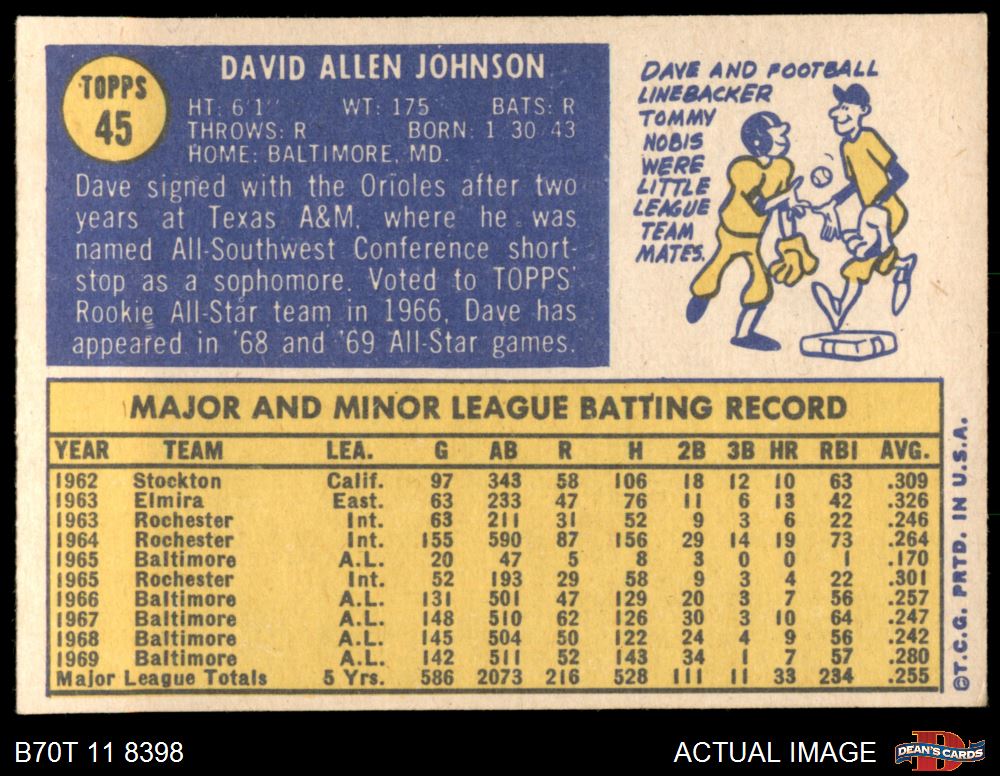 TOPPS
45
DAVID ALLEN JOHNSON
HT: 6'1" WT: 175 BATS: R
THROWS: R BORN: 1 30 43
HOME: BALTIMORE, MD.
Dave signed with the Orioles after two
years at Texas A&M, where he was
named All-Southwest Conference short-
stop as a sophomore. Voted to TOPPS'
Rookie All-Star team in 1966, Dave has
appeared in '68 and '69 All-Star games.
DAVE AND FOOTBALL
LINEBACKER
TOMMY
NOBIS
WERE
LITTLE
LEAGUE
TEAM
MATES.
MAJOR AND MINOR LEAGUE BATTING RECORD
YEAR TEAM LEA. G AB R H 2B 3B HR RBI AVG.
1962 Stockton Calif. 97 343 58 106 18 12 10 63 .309
1963 Elmira East. 63 233 47 76 11 6 13 42 .326
1963 Rochester Int. 63 211 31 52 9 3 6 22 .246
1964 Rochester Int. 155 590 87 156 29 14 19 73 .264
1965 Baltimore A.L. 20 47 5 8 3 0 0 1 .170
1965 Rochester Int. 52 193 29 58 9 3 4 22 .301
1966 Baltimore A.L. 131 501 47 129 20 3 7 56 .257
1967 Baltimore A.L. 148 510 62 126 30 3 10 64 .247
1968 Baltimore A.L. 145 504 50 122 24 4 9 56 .242
1969 Baltimore A.L. 142 511 52 143 34 1 7 57 .280
Major League Totals 5 Yrs. 586 2073 216 528 111 11 33 234 .255
©T.C.G. PRTD. IN U.S.A.
B70T 11 8398
ACTUAL IMAGE
DEAN'S CARDS